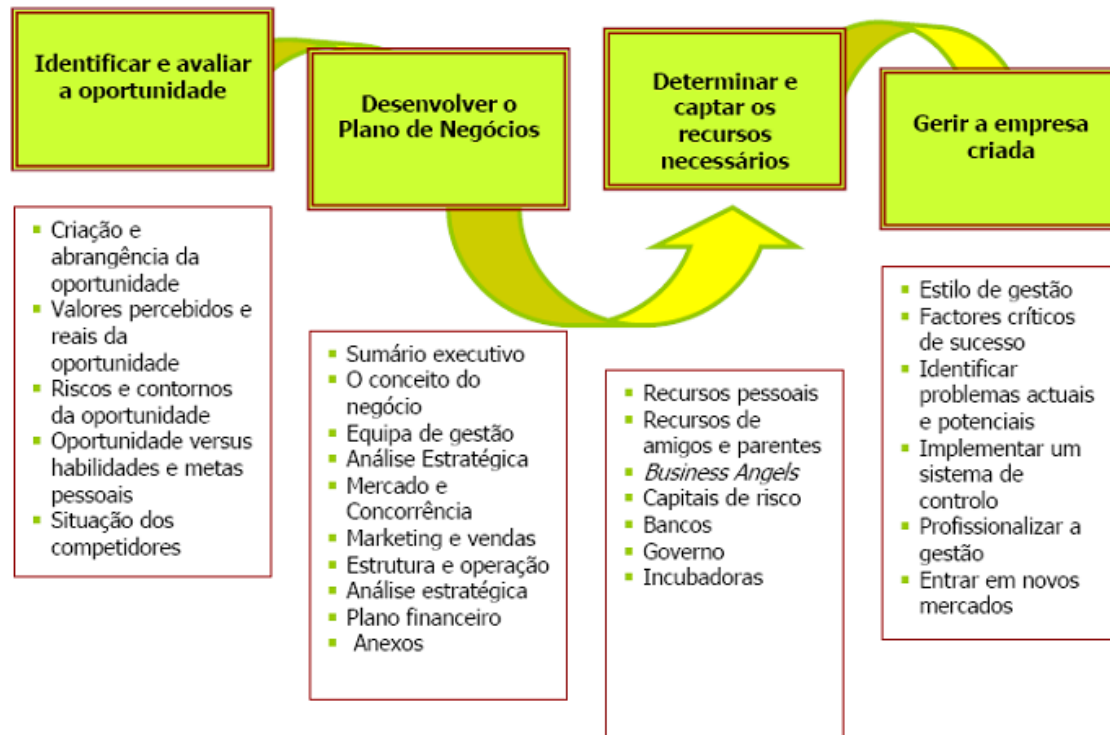 Identificar e avaliar
a oportunidade
▪ Criação e
abrangência da
oportunidade
▪ Valores percebidos e
reais da
oportunidade
▪ Riscos e contornos
da oportunidade
▪ Oportunidade versus
habilidades e metas
pessoais
▪ Situação dos
competidores
Desenvolver o
Plano de Negócios
▪ Sumário executivo
▪ O conceito do
negócio
▪ Equipa de gestão
▪ Análise Estratégica
▪ Mercado e
Concorrência
▪ Marketing e vendas
▪ Estrutura e operação
▪ Análise estratégica
▪ Plano financeiro
▪ Anexos
Determinar e
captar os
recursos
necessários
▪ Recursos pessoais
▪ Recursos de
amigos e parentes
▪ Business Angels
▪ Capitais de risco
▪ Bancos
▪ Governo
▪ Incubadoras
Gerir a empresa
criada
▪ Estilo de gestão
▪ Factores críticos
de sucesso
▪ Identificar
problemas actuais
e potenciais
▪ Implementar um
sistema de
controlo
▪ Profissionalizar a
gestão
▪ Entrar em novos
mercados